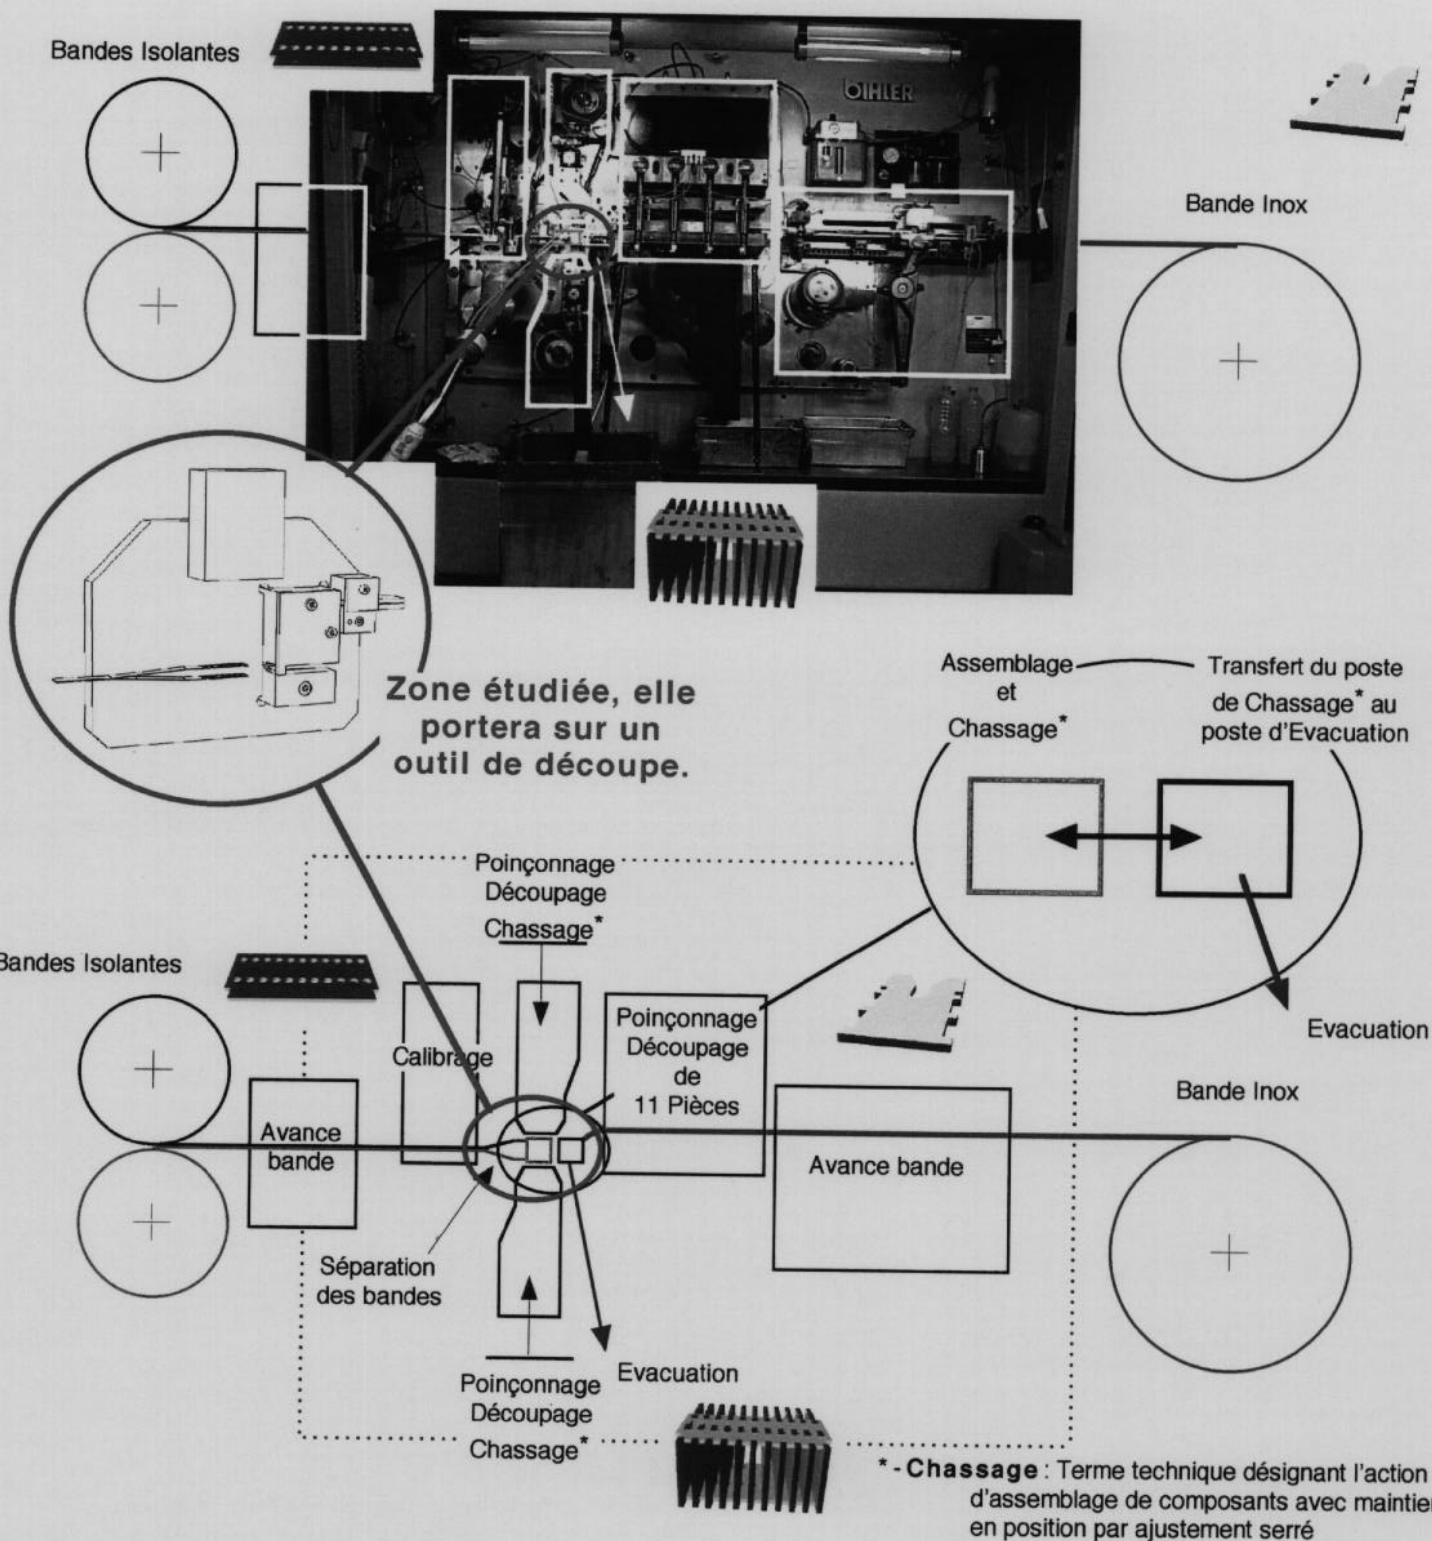 Bandes Isolantes
BIHLER
Bande Inox
Zone étudiée, elle
portera sur un
outil de découpe.
Assemblage
et
Chassage*
Transfert du poste
de Chassage* au
poste d'Evacuation
Evacuation
Poinçonnage
Découpage
Chassage*
Bandes Isolantes
Calibrage
Poinçonnage
Découpage
de
11 Pièces
Bande Inox
Avance
bande
Avance bande
Séparation
des bandes
Evacuation
Poinçonnage
Découpage
Chassage*
* - Chassage : Terme technique désignant l'action
d'assemblage de composants avec maintien
en position par ajustement serré